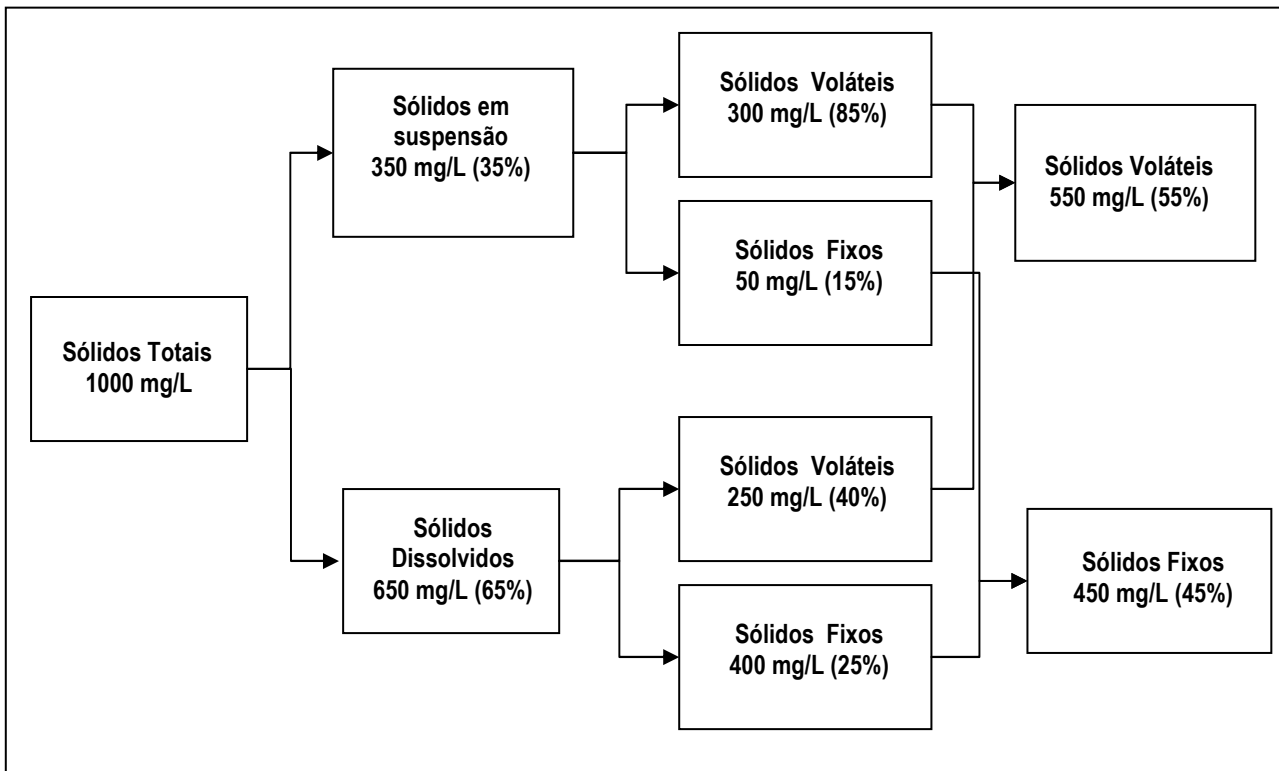 Sólidos Totais
1000 mg/L
Sólidos em
suspensão
350 mg/L (35%)
Sólidos
Dissolvidos
650 mg/L (65%)
Sólidos Voláteis
300 mg/L (85%)
Sólidos Fixos
50 mg/L (15%)
Sólidos Voláteis
250 mg/L (40%)
Sólidos Fixos
400 mg/L (25%)
Sólidos Voláteis
550 mg/L (55%)
Sólidos Fixos
450 mg/L (45%)